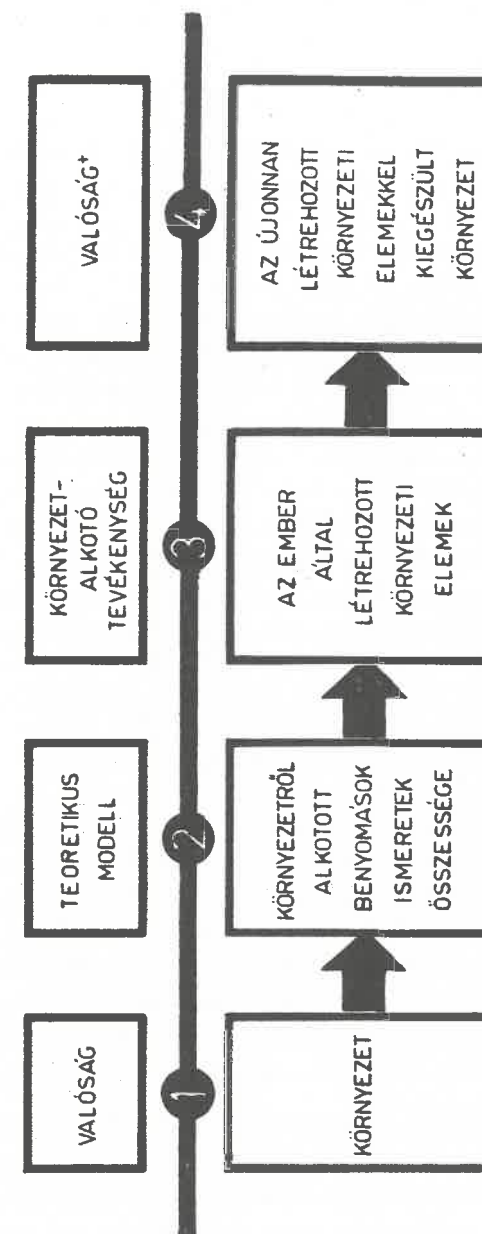 VALÓSÁG
TEORETIKUS
MODELL
KÖRNYEZET-
ALKOTÓ
TEVÉKENYSÉG
VALÓSÁG+
1
2
3
4
KÖRNYEZET
KÖRNYEZETRŐL
ALKOTOTT
BENYOMÁSOK
ISMERETEK
ÖSSZESSÉGE
AZ EMBER
ÁLTAL
LÉTREHOZOTT
KÖRNYEZETI
ELEMEK
AZ ÚJONNAN
LÉTREHOZOTT
KÖRNYEZETI
ELEMEKKEL
KIEGÉSZÜLT
KÖRNYEZET